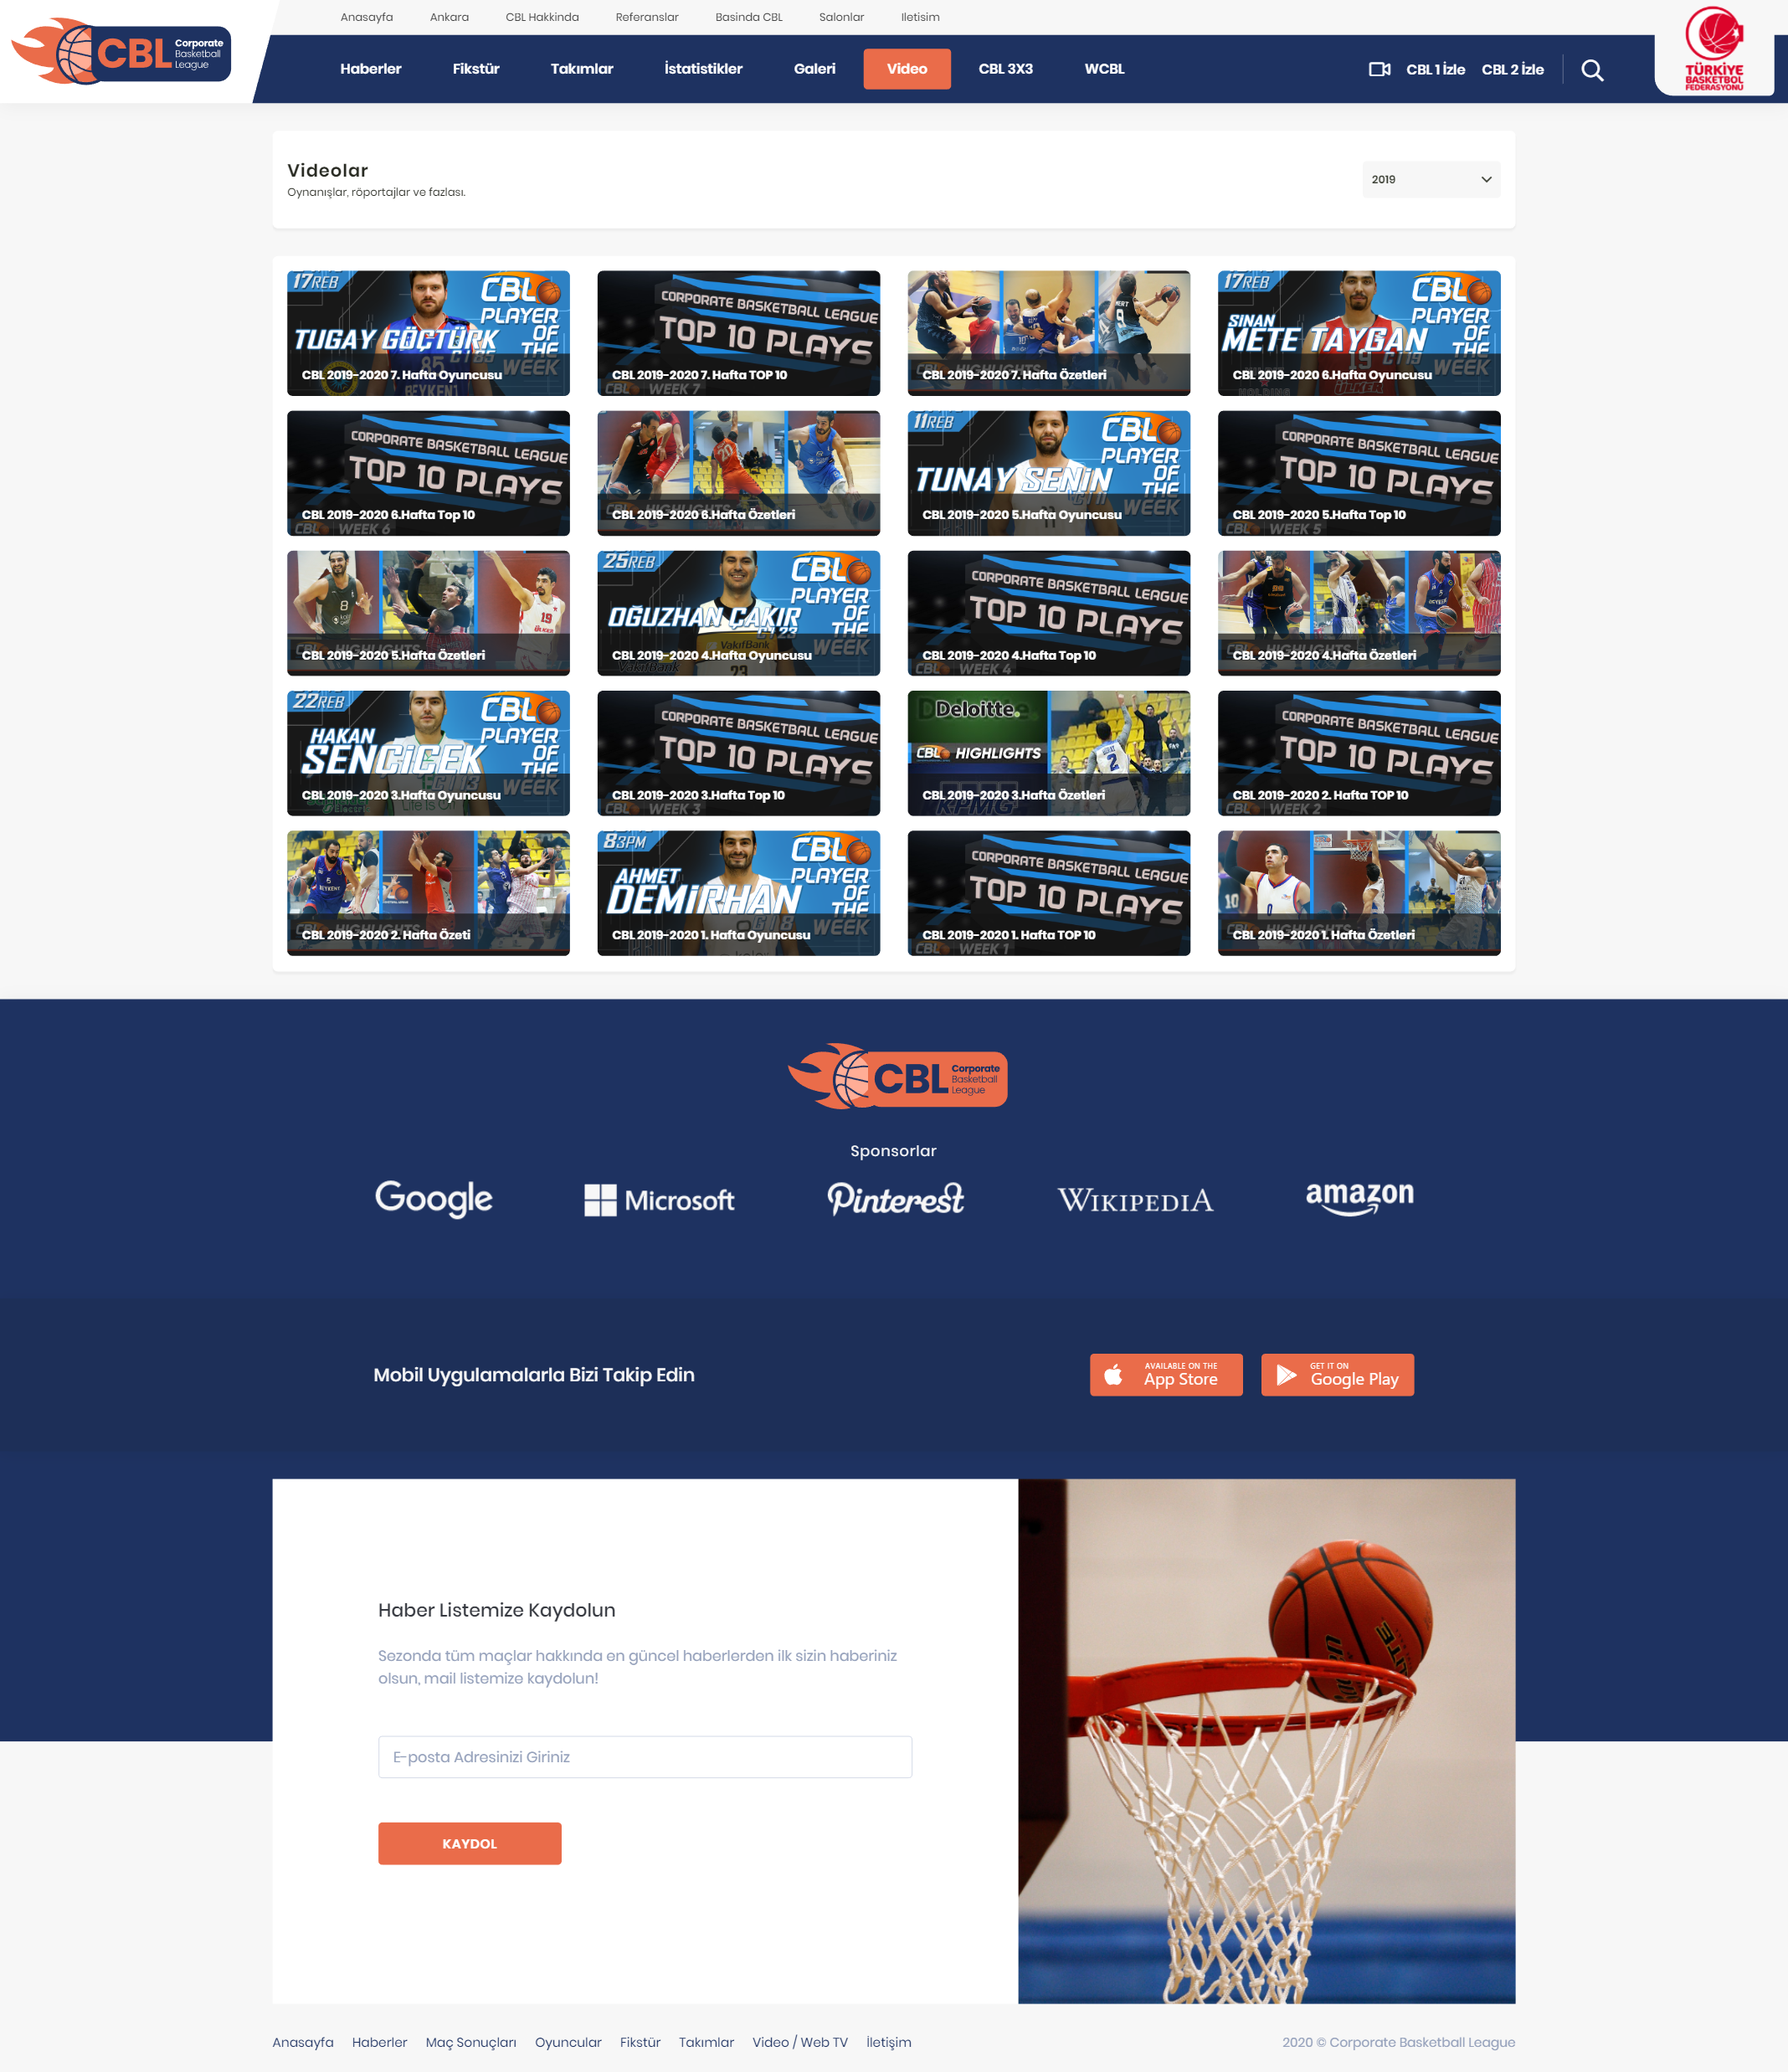 Anasayfa Ankara CBL Hakkinda Referanslar Basinda CBL Salonlar Iletisim
CBL Corporate Basketball League
Haberler Fikstür Takımlar İstatistikler Galeri Video CBL 3X3 WCBL CBL 1 İzle CBL 2 İzle
TÜRKİYE
BASKETBOL
FEDERASYONU
Videolar
Oynanışlar, röportajlar ve fazlası.
2019
17REB CBL PLAYER OF THE WEEK
TUGAY GÖÇTÜRK
CBL 2019-2020 7. Hafta Oyuncusu
CORPORATE BASKETBALL LEAGUE
TOP 10 PLAYS
CBL WEEK 7
CBL 2019-2020 7. Hafta TOP 10
CBL 2019-2020 7. Hafta Özetleri
17REB CBL PLAYER OF THE WEEK
SINAN
METE TAYGAN
CBL 2019-2020 6.Hafta Oyuncusu
CORPORATE BASKETBALL LEAGUE
TOP 10 PLAYS
CBL WEEK 6
CBL 2019-2020 6.Hafta Top 10
CBL 2019-2020 6.Hafta Özetleri
11REB CBL PLAYER OF THE WEEK
TUNAY SENİN
CBL 2019-2020 5.Hafta Oyuncusu
CORPORATE BASKETBALL LEAGUE
TOP 10 PLAYS
CBL WEEK 5
CBL 2019-2020 5.Hafta Top 10
CBL 2019-2020 5.Hafta Özetleri
25REB CBL PLAYER OF THE WEEK
OĞUZHAN ÇAKIR
VakıfBank
23
CBL 2019-2020 4.Hafta Oyuncusu
CORPORATE BASKETBALL LEAGUE
TOP 10 PLAYS
CBL WEEK 4
CBL 2019-2020 4.Hafta Top 10
CBL 2019-2020 4.Hafta Özetleri
22REB CBL PLAYER OF THE WEEK
HAKAN
SENCİCEK
CBL 2019-2020 3.Hafta Oyuncusu
CORPORATE BASKETBALL LEAGUE
TOP 10 PLAYS
CBL WEEK 3
CBL 2019-2020 3.Hafta Top 10
Deloitte.
CBL HIGHLIGHTS
KPMG
CBL 2019-2020 3.Hafta Özetleri
CORPORATE BASKETBALL LEAGUE
TOP 10 PLAYS
CBL WEEK 2
CBL 2019-2020 2. Hafta TOP 10
CBL 2019-2020 2. Hafta Özeti
83PM CBL PLAYER OF THE WEEK
AHMET
DEMİRHAN
CBL 2019-2020 1. Hafta Oyuncusu
CORPORATE BASKETBALL LEAGUE
TOP 10 PLAYS
CBL WEEK 1
CBL 2019-2020 1. Hafta TOP 10
CBL 2019-2020 1. Hafta Özetleri
CBL Corporate Basketball League
Sponsorlar
Google Microsoft Pinterest WIKIPEDIA amazon
Mobil Uygulamalarla Bizi Takip Edin
AVAILABLE ON THE
App Store
GET IT ON
Google Play
Haber Listemize Kaydolun
Sezonda tüm maçlar hakkında en güncel haberlerden ilk sizin haberiniz
olsun, mail listemize kaydolun!
E-posta Adresinizi Giriniz
KAYDOL
Anasayfa Haberler Maç Sonuçları Oyuncular Fikstür Takımlar Video / Web TV İletişim
2020 © Corporate Basketball League